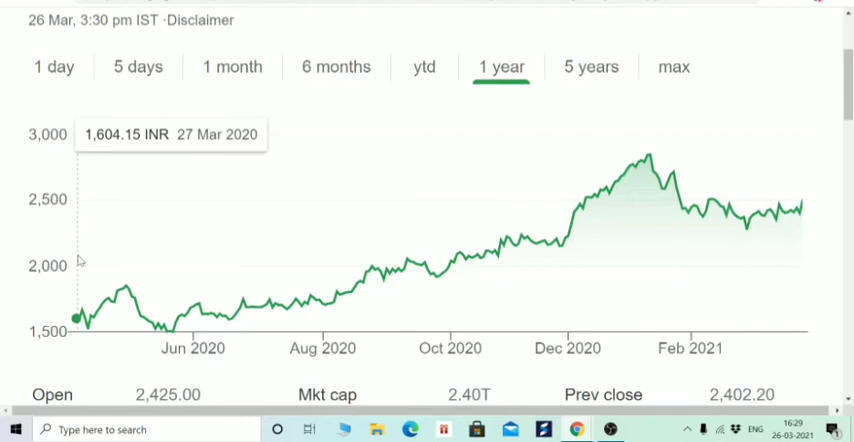 26 Mar, 3:30 pm IST ·Disclaimer
1 day 5 days 1 month 6 months ytd 1 year 5 years max
3,000 1,604.15 INR 27 Mar 2020
2,500
2,000
1,500
Jun 2020 Aug 2020 Oct 2020 Dec 2020 Feb 2021
Open 2,425.00 Mkt cap 2.40T Prev close 2,402.20
Type here to search ENG 16:29
26-03-2021